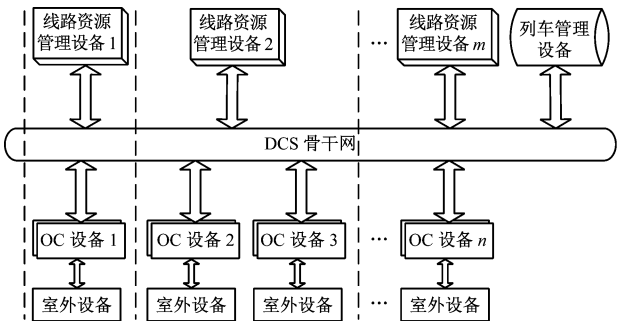 线路资源
管理设备 1
线路资源
管理设备 2
...
线路资源
管理设备 m
列车管理
设备
DCS 骨干网
OC 设备 1
OC 设备 2
OC 设备 3
...
OC 设备 n
室外设备
室外设备
室外设备
...
室外设备